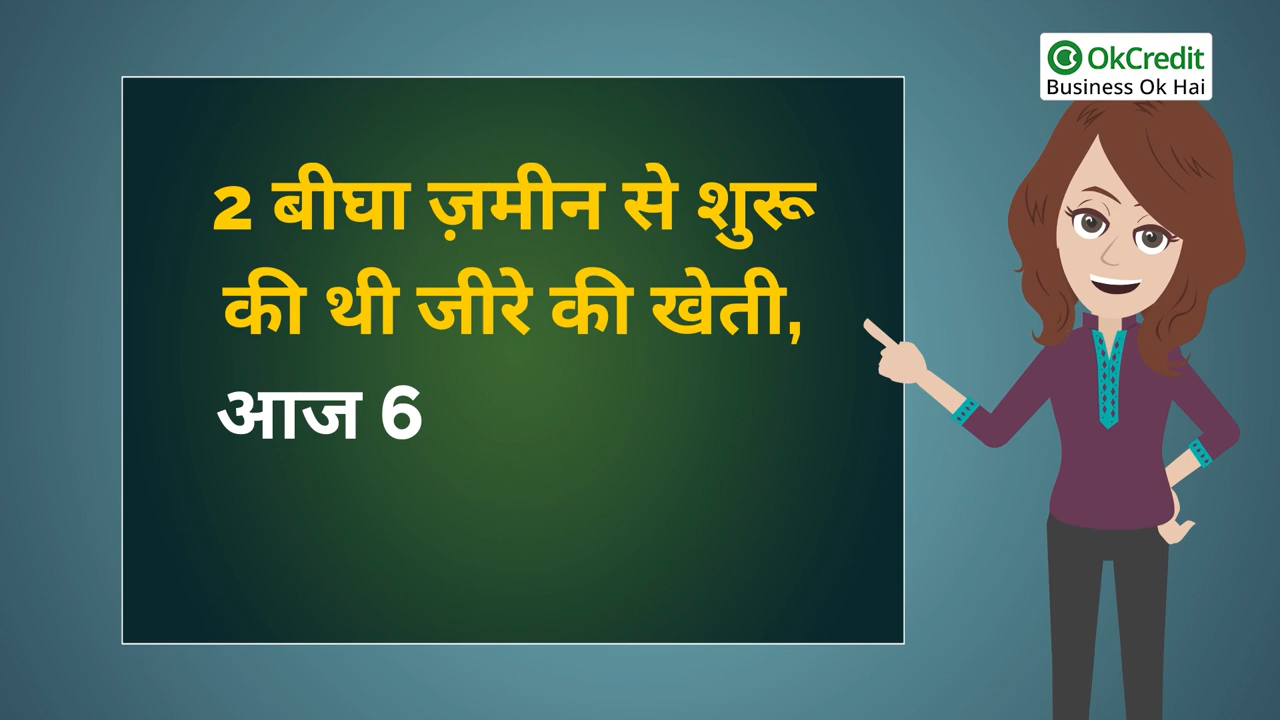 OkCredit
Business Ok Hai
2 बीघा ज़मीन से शुरू
की थी जीरे की खेती,
आज 6